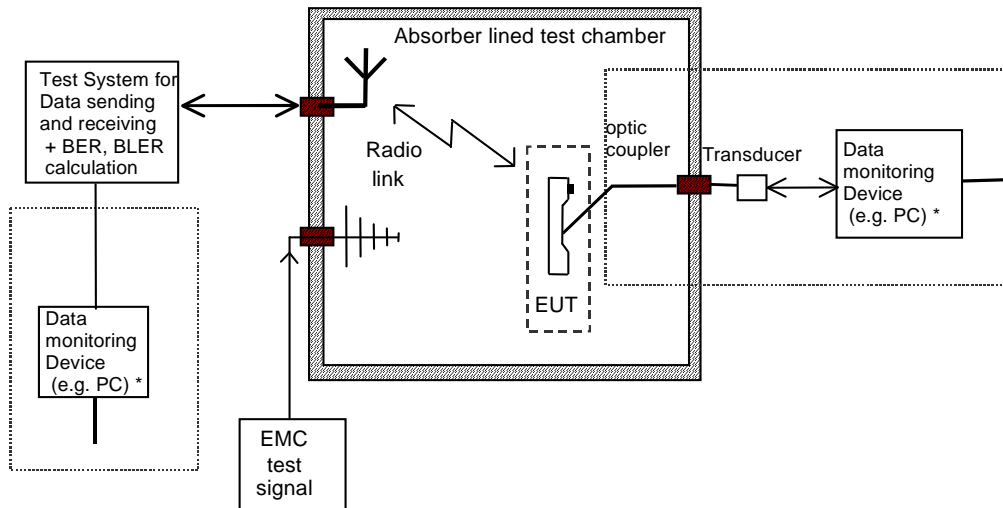 Absorber lined test chamber
Test System for
Data sending
and receiving
+ BER, BLER
calculation
Radio
link
optic
coupler
Transducer
Data
monitoring
Device
(e.g. PC) *
EUT
Data
monitoring
Device
(e.g. PC) *
EMC
test
signal